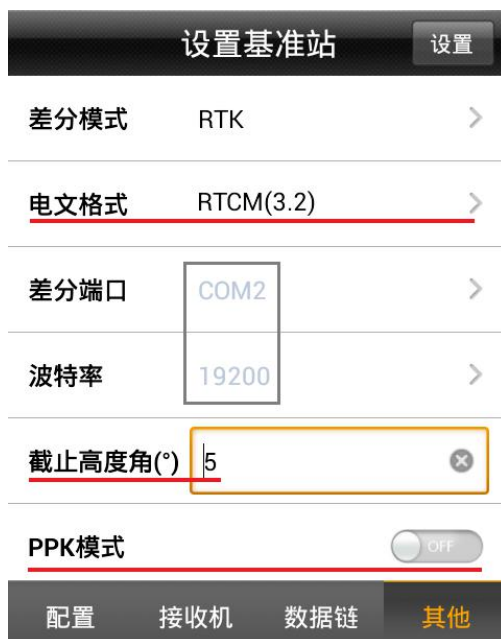 设置基准站 设置
差分模式 RTK
电文格式 RTCM(3.2)
差分端口 COM2
波特率 19200
截止高度角(°) 5
PPK模式 OFF
配置 接收机 数据链 其他